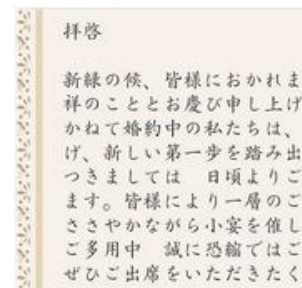 拝啓
新緑の候、皆様におかれま
祥のこととお慶び申し上げ
かねて婚約中の私たちは、
げ、新しい第一歩を踏み出
つきましては　日頃よりご
ます。皆様により一層のご
ささやかながら小宴を催し
ご多用中　誠に恐縮ではご
ぜひご出席をいただきたく